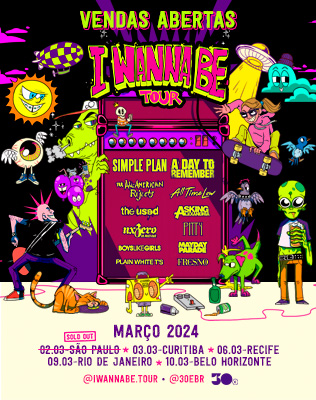 VENDAS ABERTAS
I WANNA BE
TOUR
SIMPLE PLAN A DAY TO REMEMBER
THE ALL-AMERICAN REJECTS All Time Low
the used ASKING ALEXANDRIA
nxzero PITTY
BOYS LIKE GIRLS MAYDAY PARADE
PLAIN WHITE T'S FRESNO
MARÇO 2024
SOLD OUT
02.03-SÃO PAULO ★ 03.03-CURITIBA ★ 06.03-RECIFE
09.03-RIO DE JANEIRO ★ 10.03-BELO HORIZONTE
@IWANNABE.TOUR • @30EBR 30e